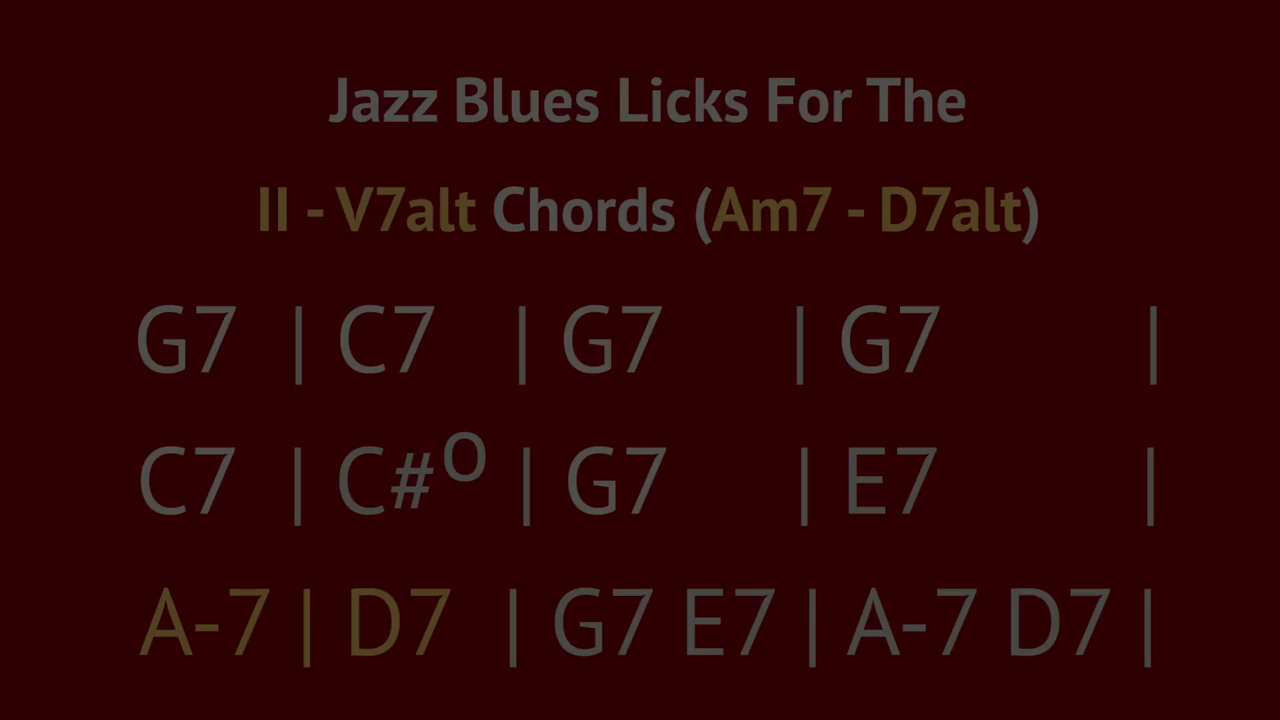 Jazz Blues Licks For The
II - V7alt Chords (Am7 - D7alt)
G7 | C7 | G7 | G7 |
C7 | C#O | G7 | E7 |
A-7 | D7 | G7 E7 | A-7 D7 |